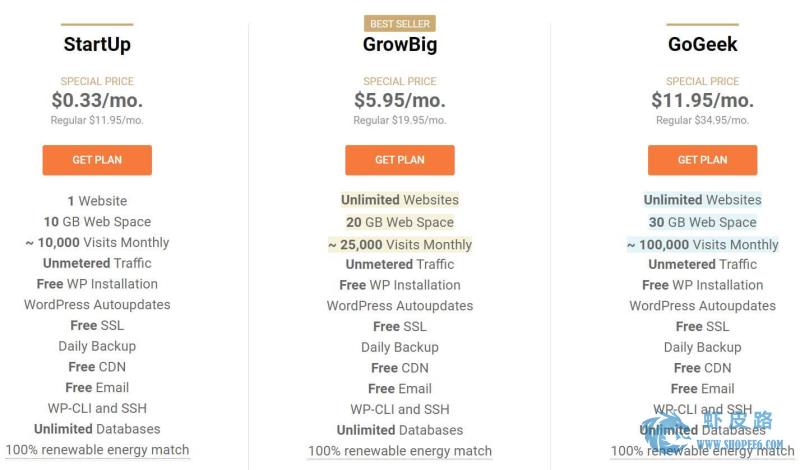 StartUp
SPECIAL PRICE
$0.33/mo.
Regular $11.95/mo.
GET PLAN
1 Website
10 GB Web Space
~ 10,000 Visits Monthly
Unmetered Traffic
Free WP Installation
WordPress Autoupdates
Free SSL
Daily Backup
Free CDN
Free Email
WP-CLI and SSH
Unlimited Databases
100% renewable energy match
BEST SELLER
GrowBig
SPECIAL PRICE
$5.95/mo.
Regular $19.95/mo.
GET PLAN
Unlimited Websites
20 GB Web Space
~ 25,000 Visits Monthly
Unmetered Traffic
Free WP Installation
WordPress Autoupdates
Free SSL
Daily Backup
Free CDN
Free Email
WP-CLI and SSH
Unlimited Databases
100% renewable energy match
GoGeek
SPECIAL PRICE
$11.95/mo.
Regular $34.95/mo.
GET PLAN
Unlimited Websites
30 GB Web Space
~ 100,000 Visits Monthly
Unmetered Traffic
Free WP Installation
WordPress Autoupdates
Free SSL
Daily Backup
Free CDN
Free Email
WP-CLI and SSH
Unlimited Databases
100% renewable energy match
虾皮路
WWW.SHOPEE6.COM